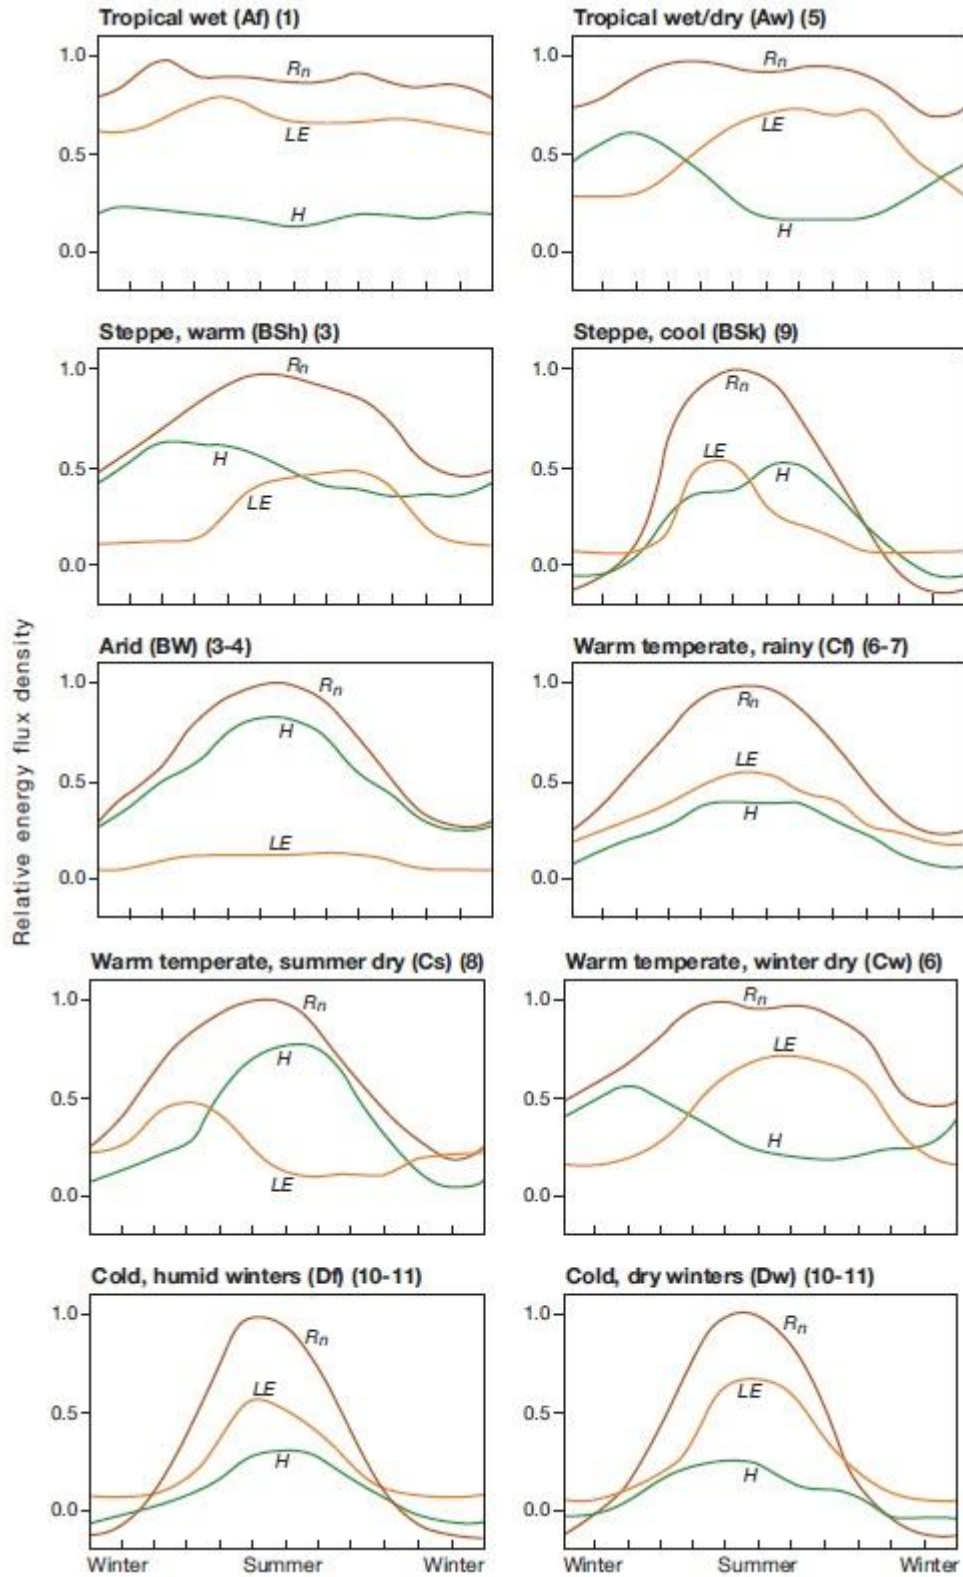 Tropical wet (Af) (1)
1.0
0.5
0.0
Rn
LE
H
Tropical wet/dry (Aw) (5)
1.0
0.5
0.0
Rn
LE
H
Steppe, warm (BSh) (3)
1.0
0.5
0.0
Rn
H
LE
Steppe, cool (BSk) (9)
1.0
0.5
0.0
Rn
LE
H
Relative energy flux density
Arid (BW) (3-4)
1.0
0.5
0.0
Rn
H
LE
Warm temperate, rainy (Cf) (6-7)
1.0
0.5
0.0
Rn
LE
H
Warm temperate, summer dry (Cs) (8)
1.0
0.5
0.0
Rn
H
LE
Warm temperate, winter dry (Cw) (6)
1.0
0.5
0.0
Rn
LE
H
Cold, humid winters (Df) (10-11)
1.0
0.5
0.0
Rn
LE
H
Winter Summer Winter
Cold, dry winters (Dw) (10-11)
1.0
0.5
0.0
Rn
LE
H
Winter Summer Winter